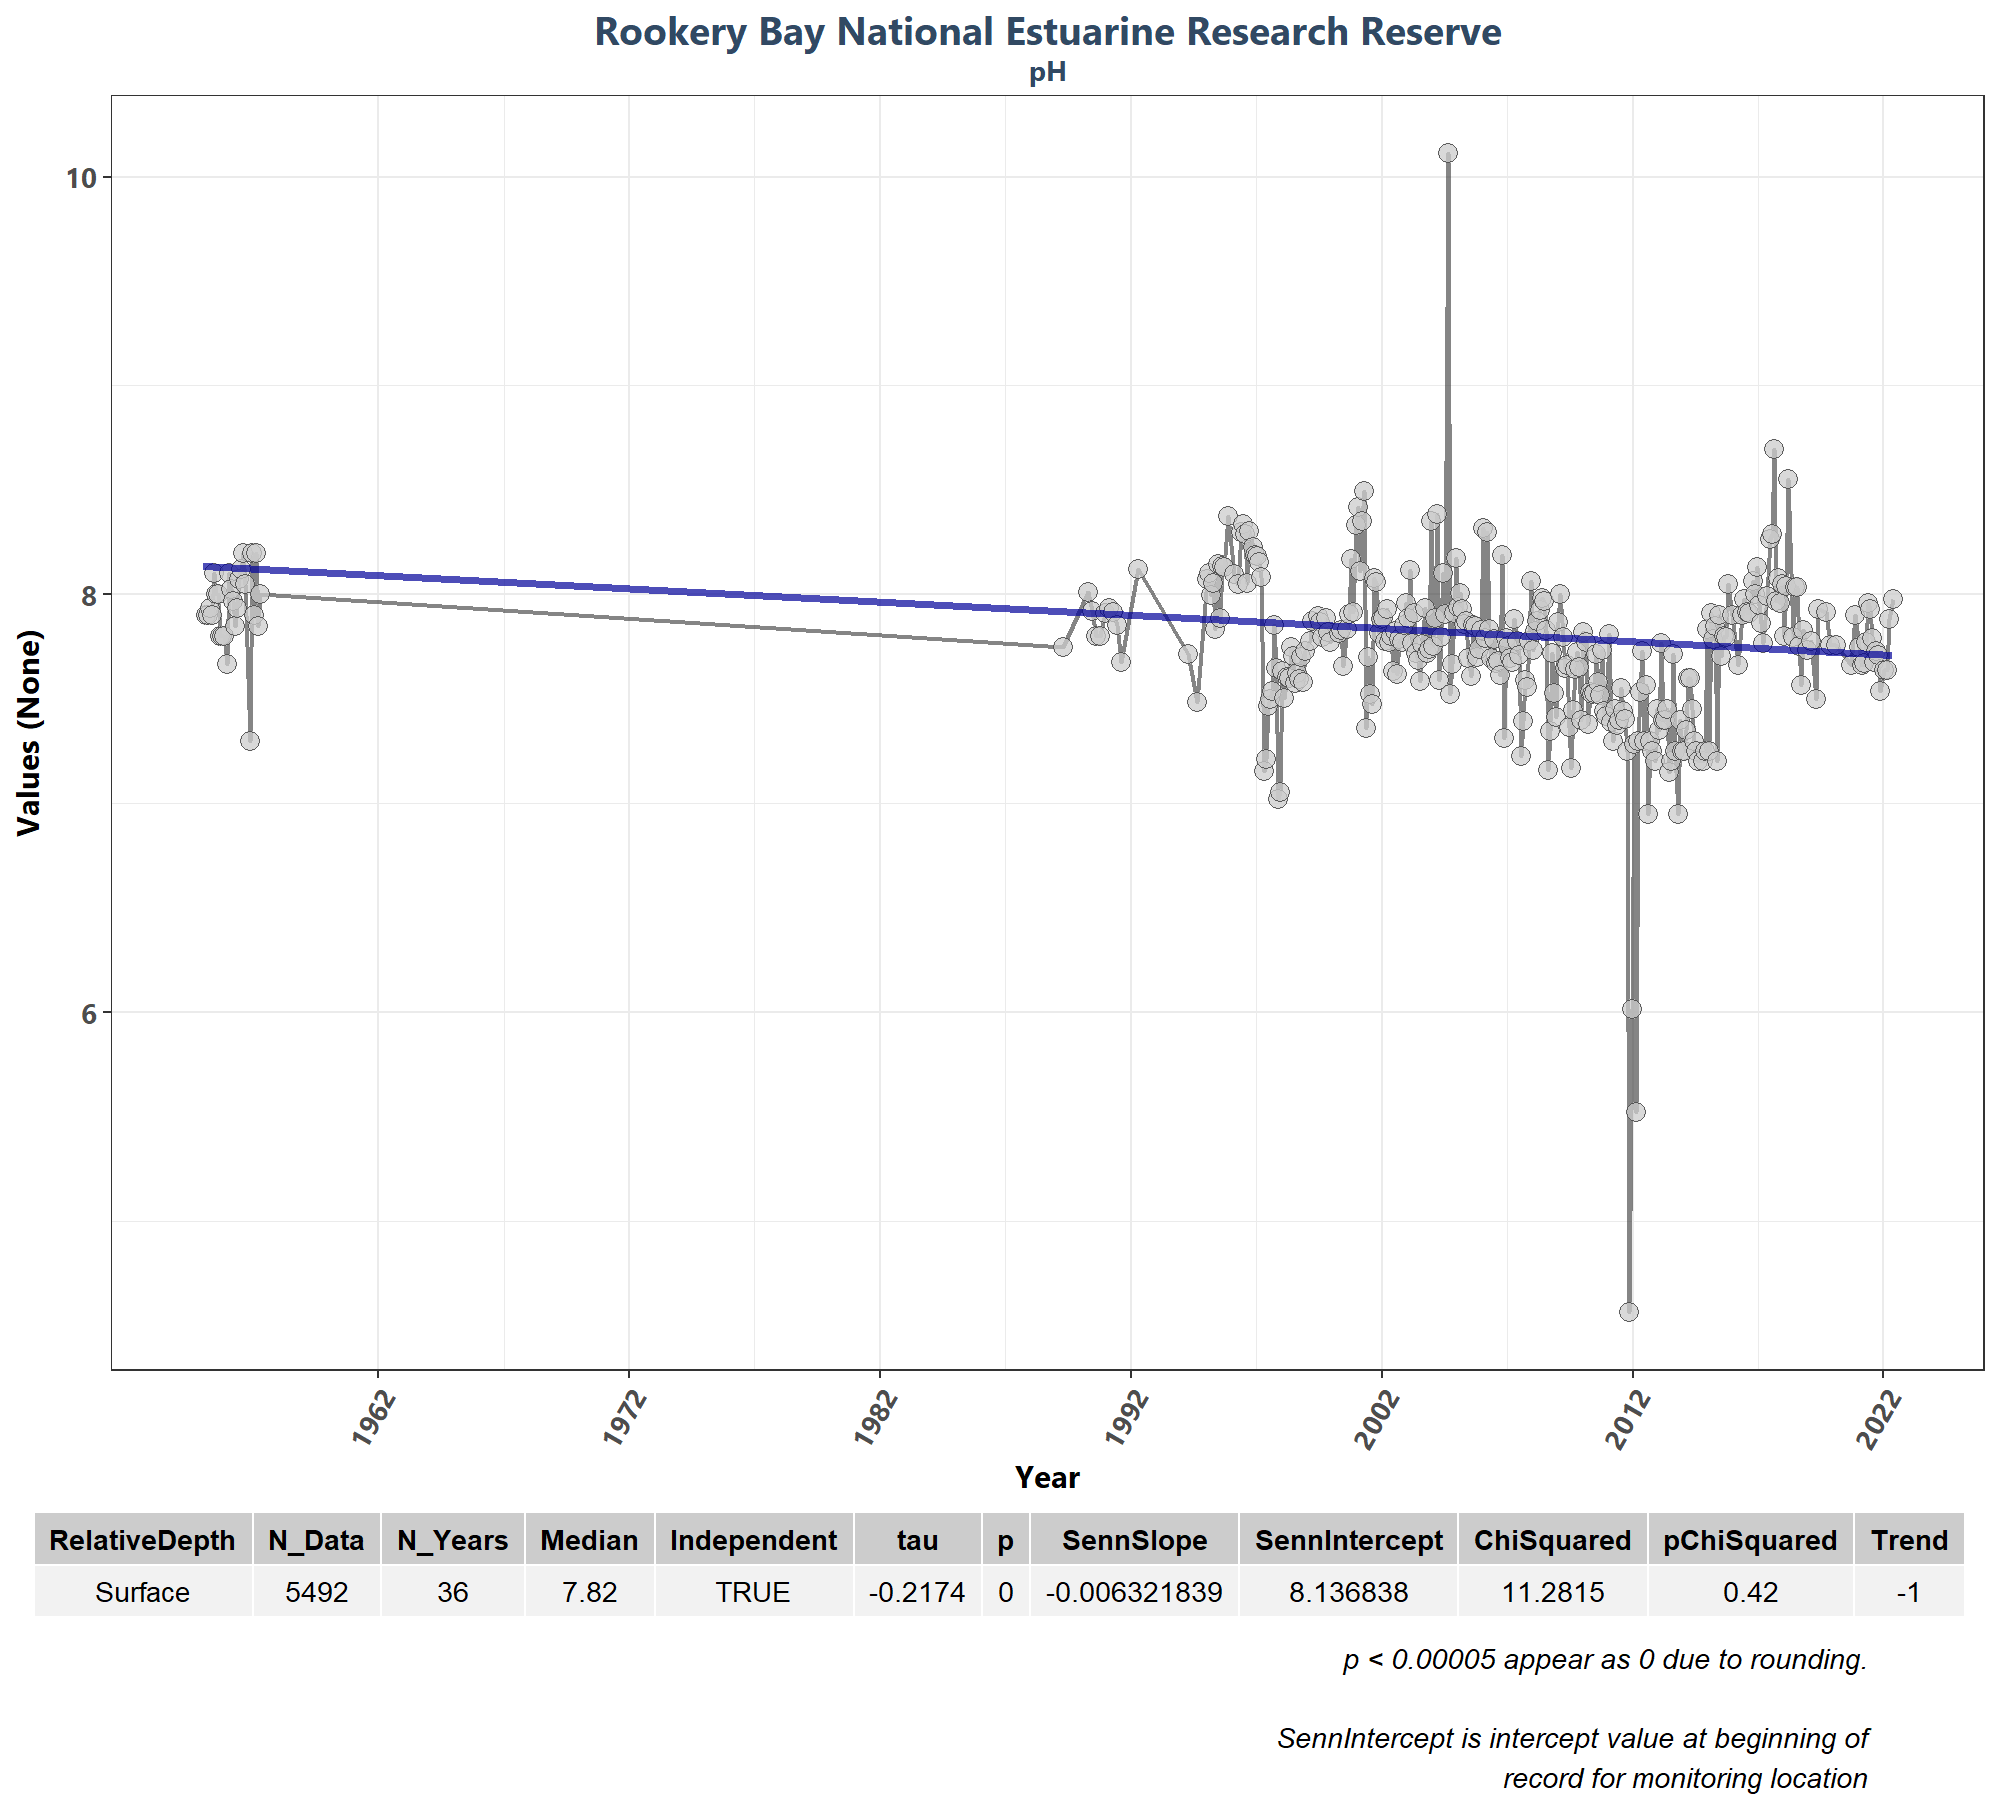 Rookery Bay National Estuarine Research Reserve
pH
10
8
6
Values (None)
1962 1972 1982 1992 2002 2012 2022
Year
RelativeDepth N_Data N_Years Median Independent tau p SennSlope SennIntercept ChiSquared pChiSquared Trend
Surface 5492 36 7.82 TRUE -0.2174 0 -0.006321839 8.136838 11.2815 0.42 -1
p < 0.00005 appear as 0 due to rounding.
SennIntercept is intercept value at beginning of
record for monitoring location